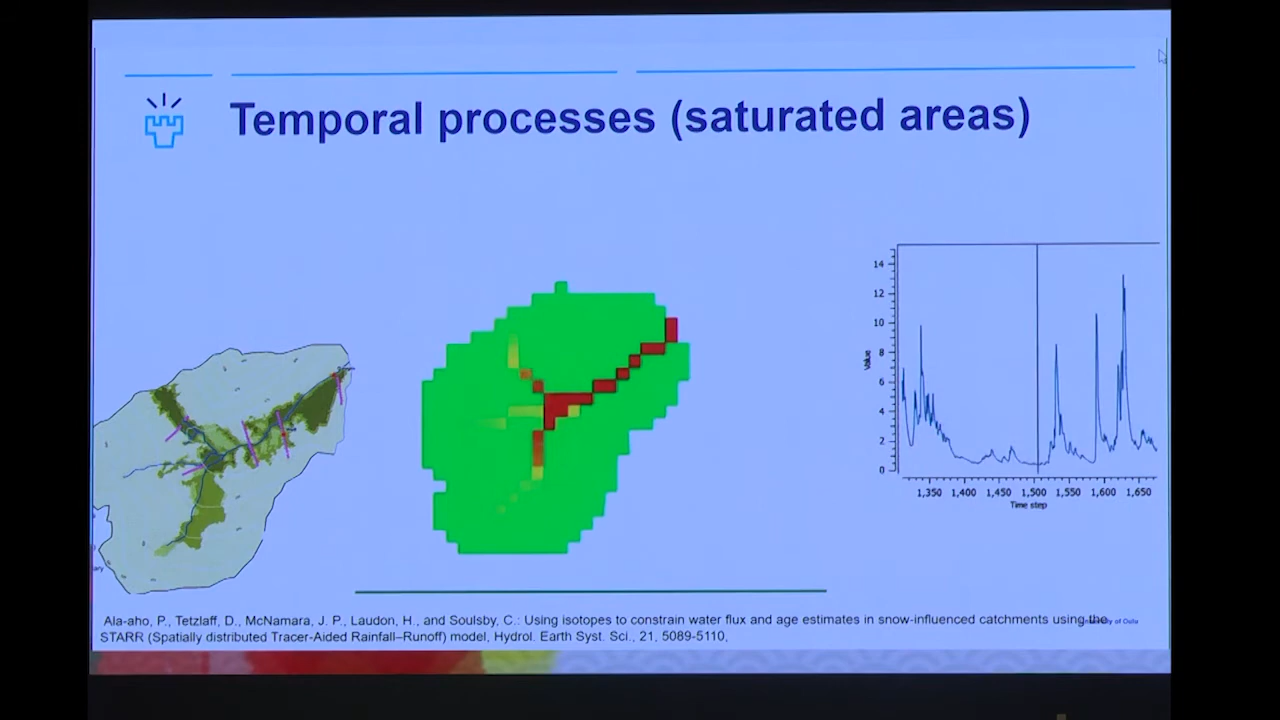 Temporal processes (saturated areas)
14
12
10
8
6
4
2
0
Value
1,350 1,400 1,450 1,500 1,550 1,600 1,650
Time step
Ala-aho, P., Tetzlaff, D., McNamara, J. P., Laudon, H., and Soulsby, C.: Using isotopes to constrain water flux and age estimates in snow-influenced catchments using the
University of Oulu
STARR (Spatially distributed Tracer-Aided Rainfall–Runoff) model, Hydrol. Earth Syst. Sci., 21, 5089-5110,